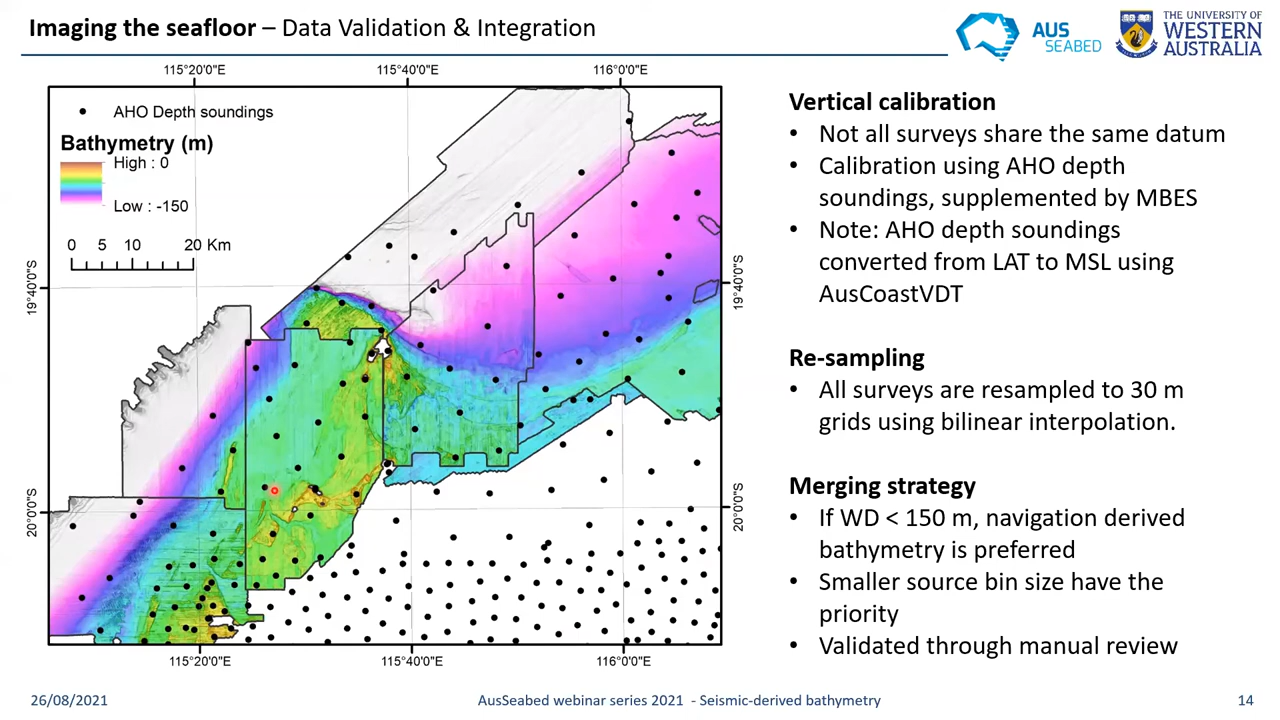 Imaging the seafloor – Data Validation & Integration
AUS
SEABED
THE UNIVERSITY OF
WESTERN
AUSTRALIA
115°20'0"E
115°40'0"E
116°0'0"E
AHO Depth soundings
Bathymetry (m)
High : 0
Low : -150
0 5 10 20 Km
19°40'0"S
19°40'0"S
20°0'0"S
20°0'0"S
115°20'0"E
115°40'0"E
116°0'0"E
Vertical calibration
• Not all surveys share the same datum
• Calibration using AHO depth
soundings, supplemented by MBES
• Note: AHO depth soundings
converted from LAT to MSL using
AusCoastVDT
Re-sampling
• All surveys are resampled to 30 m
grids using bilinear interpolation.
Merging strategy
• If WD < 150 m, navigation derived
bathymetry is preferred
• Smaller source bin size have the
priority
• Validated through manual review
26/08/2021
AusSeabed webinar series 2021 - Seismic-derived bathymetry
14